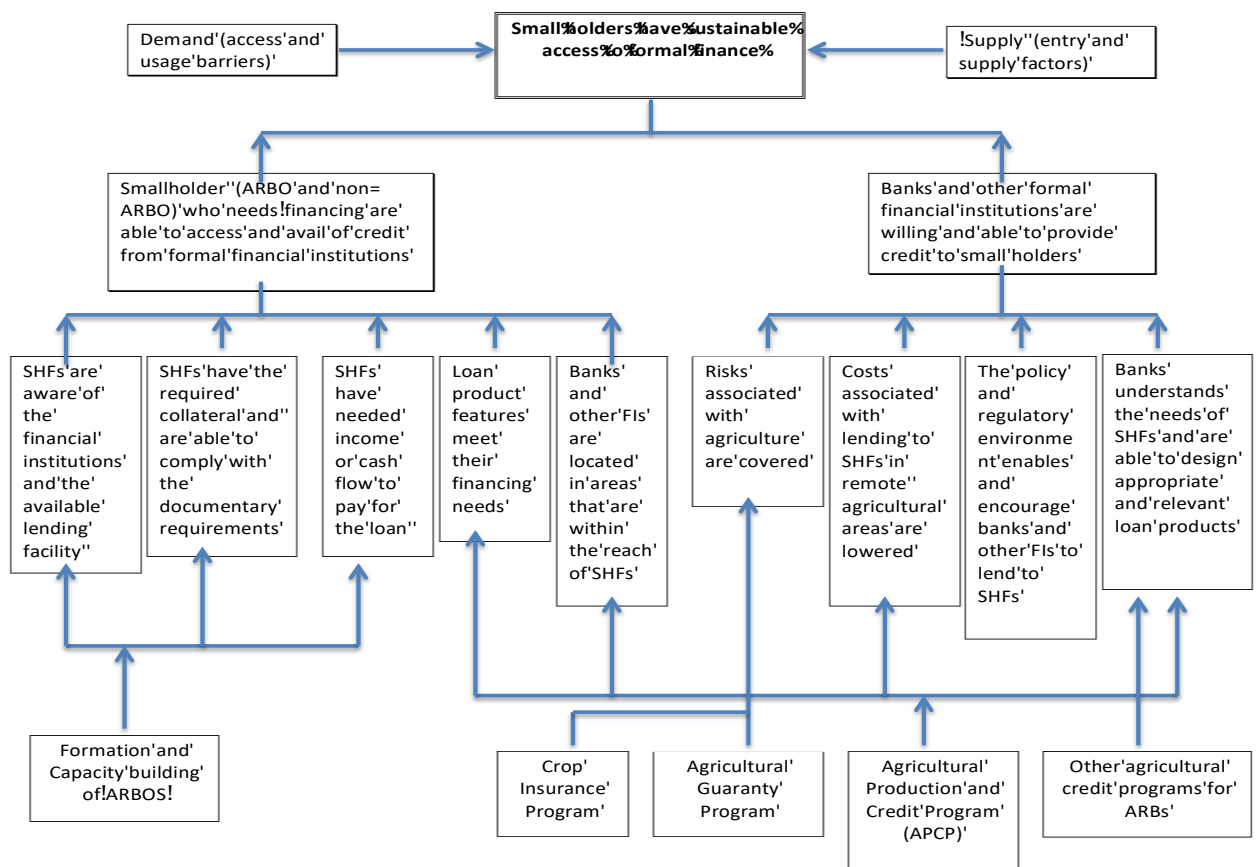 Demand'(access'and'
usage'barriers)'
Small%holders%have%sustainable%
access%to%formal%finance%
!Supply''(entry'and'
supply'factors)'
Smallholder''(ARBO'and'non=
ARBO)'who'needs!financing'are'
able'to'access'and'avail'of'credit'
from'formal'financial'institutions'
Banks'and'other'formal'
financial'institutions'are'
willing'and'able'to'provide'
credit'to'small'holders'
SHFs'are'
aware'of'
the'
financial'
institutions'
and'the'
available'
lending'
facility''
SHFs'have'the'
required'
collateral'and''
are'able'to'
comply'with'
the'
documentary'
requirements'
SHFs'
have'
needed'
income'
or'cash'
flow'to'
pay'for'
the'loan''
Loan'
product'
features'
meet'
their'
financing'
needs'
Banks'
and'
other'FIs'
are'
located'
in'areas'
that'are'
within'
the'reach'
of'SHFs'
Risks'
associated'
with'
agriculture'
are'covered'
Costs'
associated'
with'
lending'to'
SHFs'in'
remote''
agricultural'
areas'are'
lowered'
The'policy'
and'
regulatory'
environme
nt'enables'
and'
encourage'
banks'and'
other'FIs'to'
lend'to'
SHFs'
Banks'
understands'
the'needs'of'
SHFs'and'are'
able'to'design'
appropriate'
and'relevant'
loan'products'
Formation'and'
Capacity'building'
of!ARBOS!
Crop'
Insurance'
Program'
Agricultural'
Guaranty'
Program'
Agricultural'
Production'and'
Credit'Program'
(APCP)'
Other'agricultural'
credit'programs'for'
ARBs'